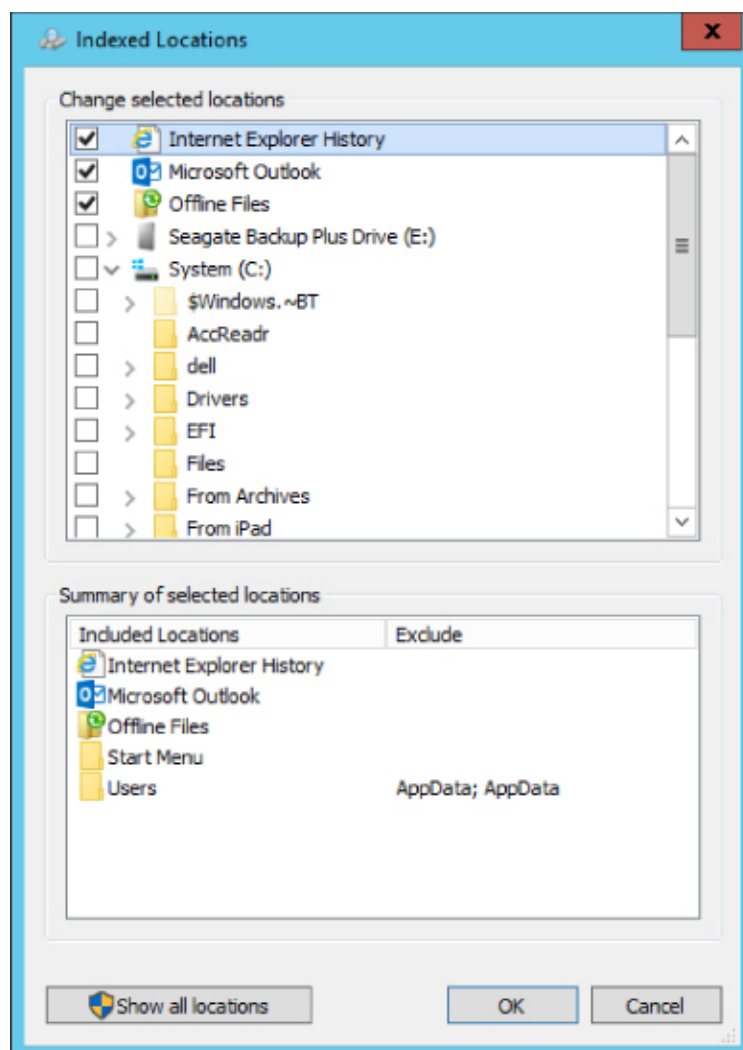 Indexed Locations
x
Change selected locations
Internet Explorer History
Microsoft Outlook
Offline Files
Seagate Backup Plus Drive (E:)
System (C:)
$Windows.~BT
AccReadr
dell
Drivers
EFI
Files
From Archives
From iPad
Summary of selected locations
Included Locations Exclude
Internet Explorer History
Microsoft Outlook
Offline Files
Start Menu
Users AppData; AppData
Show all locations OK Cancel